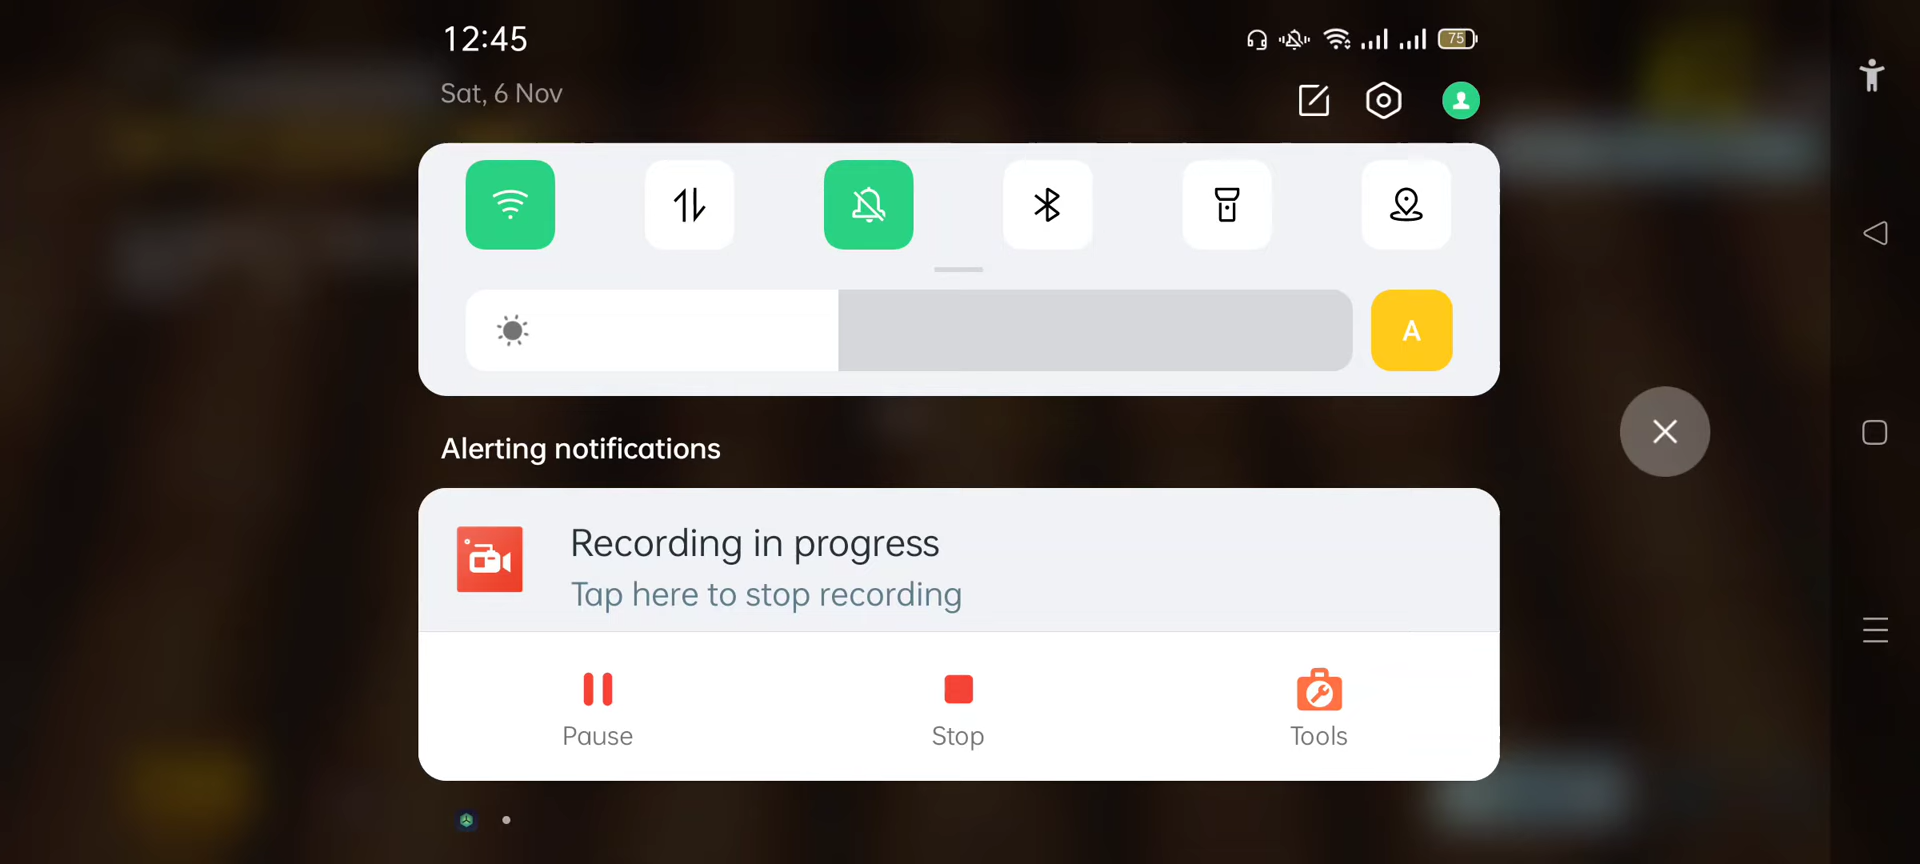 12:45
75
Sat, 6 Nov
A
Alerting notifications
Recording in progress
Tap here to stop recording
Pause
Stop
Tools